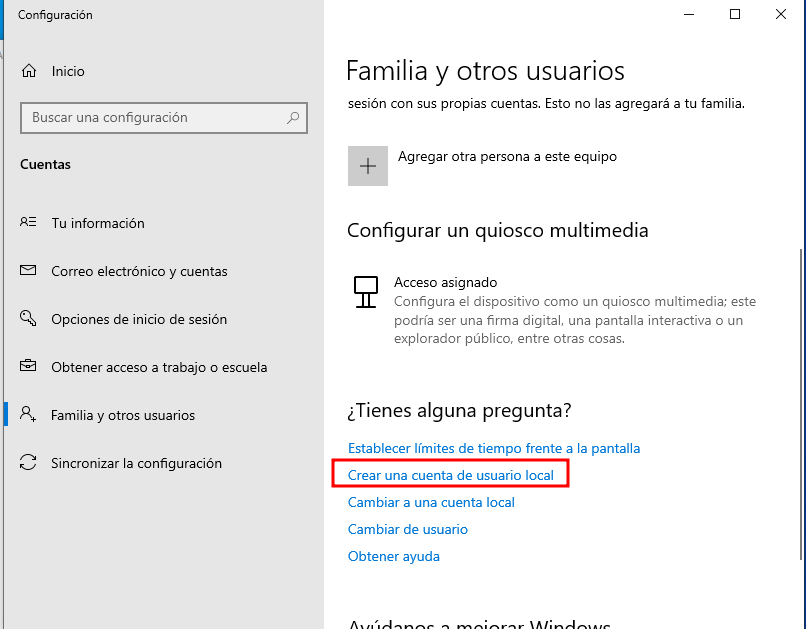 Configuración
Inicio
Buscar una configuración
Cuentas
Tu información
Correo electrónico y cuentas
Opciones de inicio de sesión
Obtener acceso a trabajo o escuela
Familia y otros usuarios
Sincronizar la configuración
Familia y otros usuarios
sesión con sus propias cuentas. Esto no las agregará a tu familia.
Agregar otra persona a este equipo
Configurar un quiosco multimedia
Acceso asignado
Configura el dispositivo como un quiosco multimedia; este
podría ser una firma digital, una pantalla interactiva o un
explorador público, entre otras cosas.
¿Tienes alguna pregunta?
Establecer límites de tiempo frente a la pantalla
Crear una cuenta de usuario local
Cambiar a una cuenta local
Cambiar de usuario
Obtener ayuda
Ayúdanos a mejorar Windows